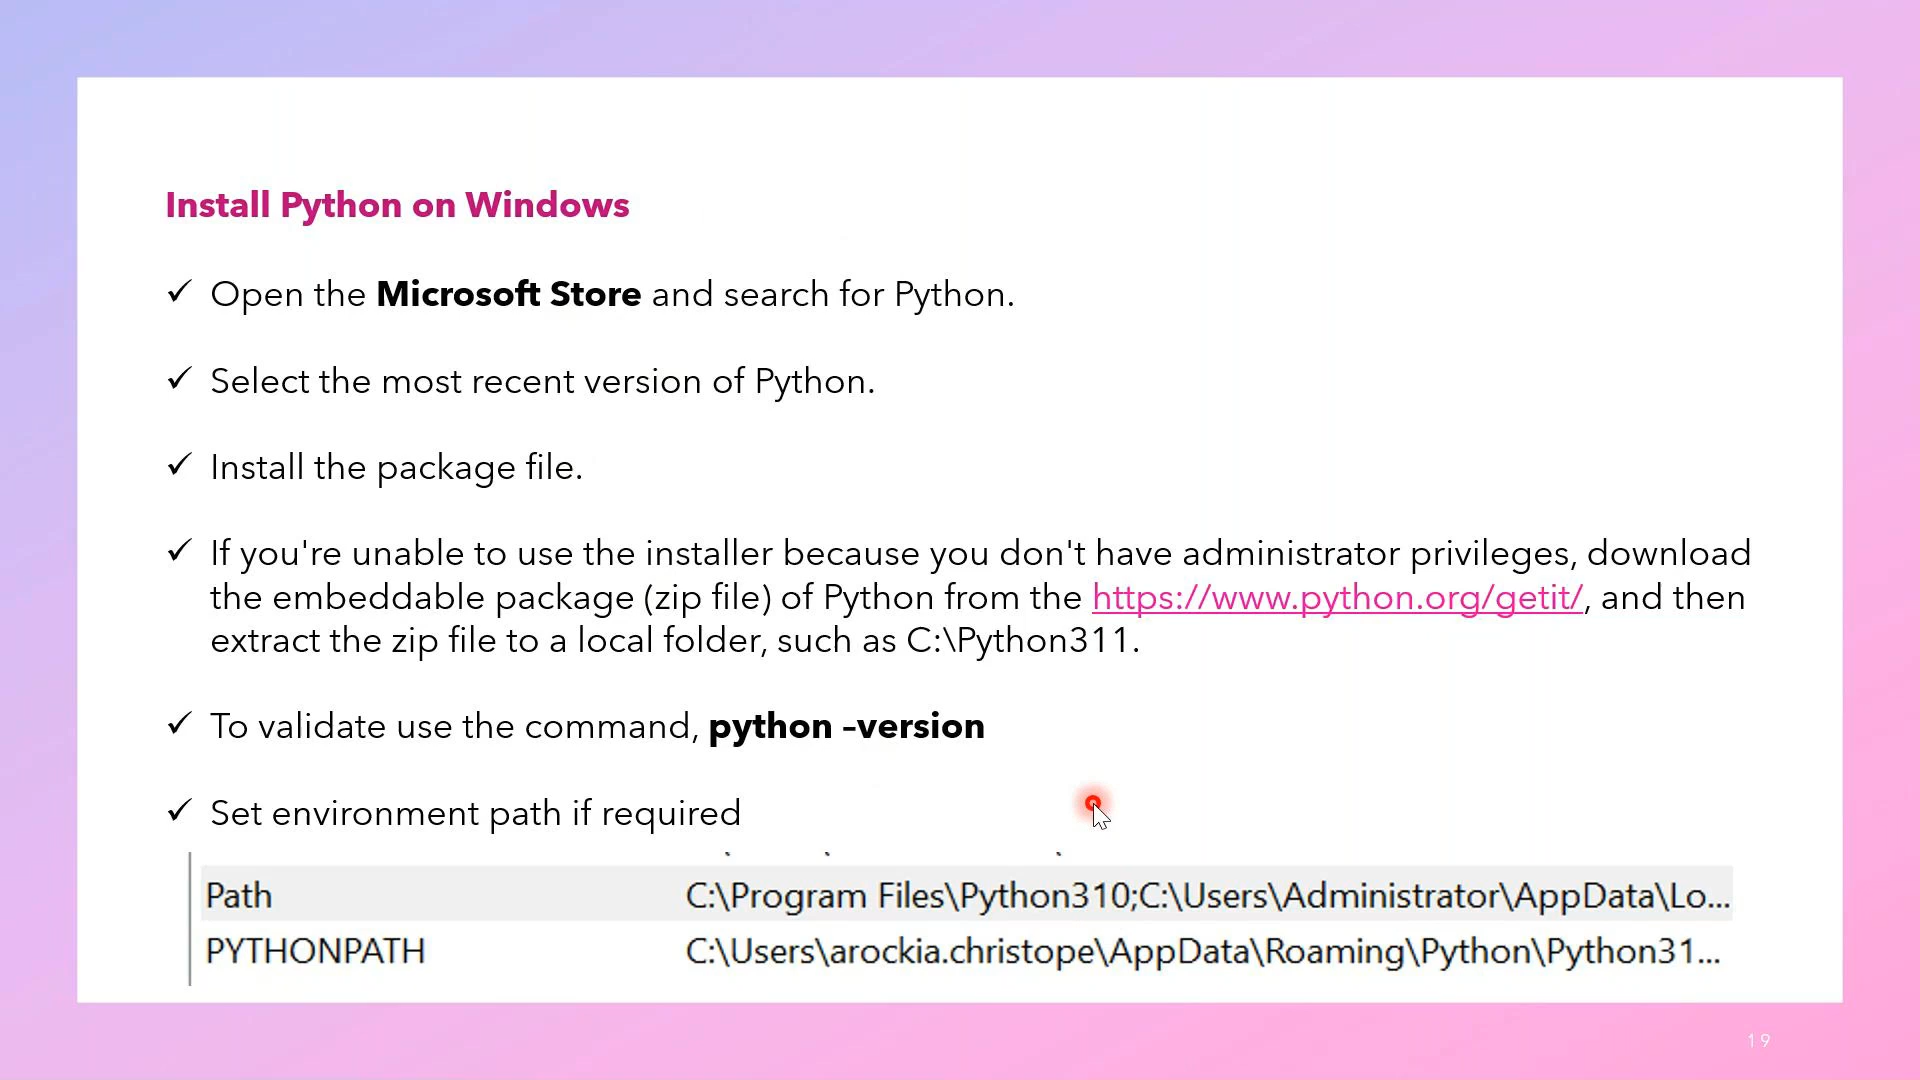 Install Python on Windows
✓ Open the Microsoft Store and search for Python.
✓ Select the most recent version of Python.
✓ Install the package file.
✓ If you're unable to use the installer because you don't have administrator privileges, download
the embeddable package (zip file) of Python from the https://www.python.org/getit/, and then
extract the zip file to a local folder, such as C:\Python311.
✓ To validate use the command, python –version
✓ Set environment path if required
Path C:\Program Files\Python310;C:\Users\Administrator\AppData\Lo...
PYTHONPATH C:\Users\arockia.christope\AppData\Roaming\Python\Python31...
19